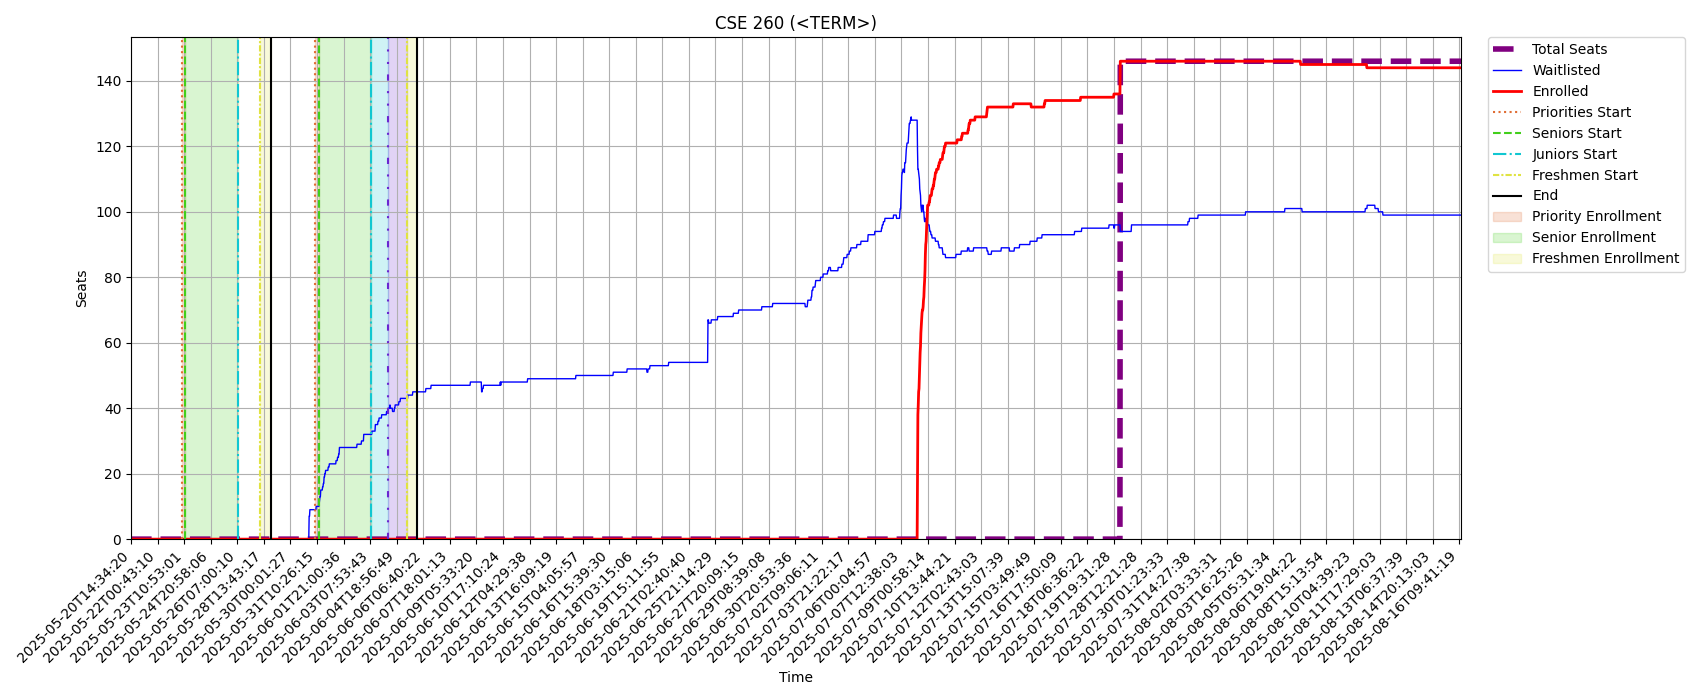 CSE 260 (<TERM>)
Seats
140
120
100
80
60
40
20
0
2025-05-20T14:34:20
2025-05-22T00:43:10
2025-05-23T10:53:01
2025-05-24T20:58:06
2025-05-26T07:00:10
2025-05-28T13:43:17
2025-05-30T00:01:27
2025-05-31T10:26:15
2025-06-01T21:00:36
2025-06-03T07:53:43
2025-06-04T18:56:49
2025-06-06T06:40:22
2025-06-07T18:01:13
2025-06-09T05:33:20
2025-06-10T17:10:24
2025-06-12T04:29:38
2025-06-13T16:09:19
2025-06-15T04:05:57
2025-06-16T15:39:30
2025-06-18T03:15:06
2025-06-19T15:11:55
2025-06-21T02:40:40
2025-06-25T21:14:29
2025-06-27T20:09:15
2025-06-29T08:39:08
2025-06-30T20:53:36
2025-07-02T09:06:11
2025-07-03T21:22:17
2025-07-06T00:04:57
2025-07-07T12:38:03
2025-07-09T00:58:14
2025-07-10T13:44:21
2025-07-12T02:43:03
2025-07-13T15:07:39
2025-07-15T03:49:49
2025-07-16T17:50:09
2025-07-18T06:36:22
2025-07-19T19:31:28
2025-07-28T12:21:28
2025-07-30T01:23:33
2025-07-31T14:27:38
2025-08-02T03:33:31
2025-08-03T16:25:26
2025-08-05T05:31:34
2025-08-06T19:04:22
2025-08-08T15:13:54
2025-08-10T04:39:23
2025-08-11T17:29:03
2025-08-13T06:37:39
2025-08-14T20:13:03
2025-08-16T09:41:19
Time
Total Seats
Waitlisted
Enrolled
Priorities Start
Seniors Start
Juniors Start
Freshmen Start
End
Priority Enrollment
Senior Enrollment
Freshmen Enrollment